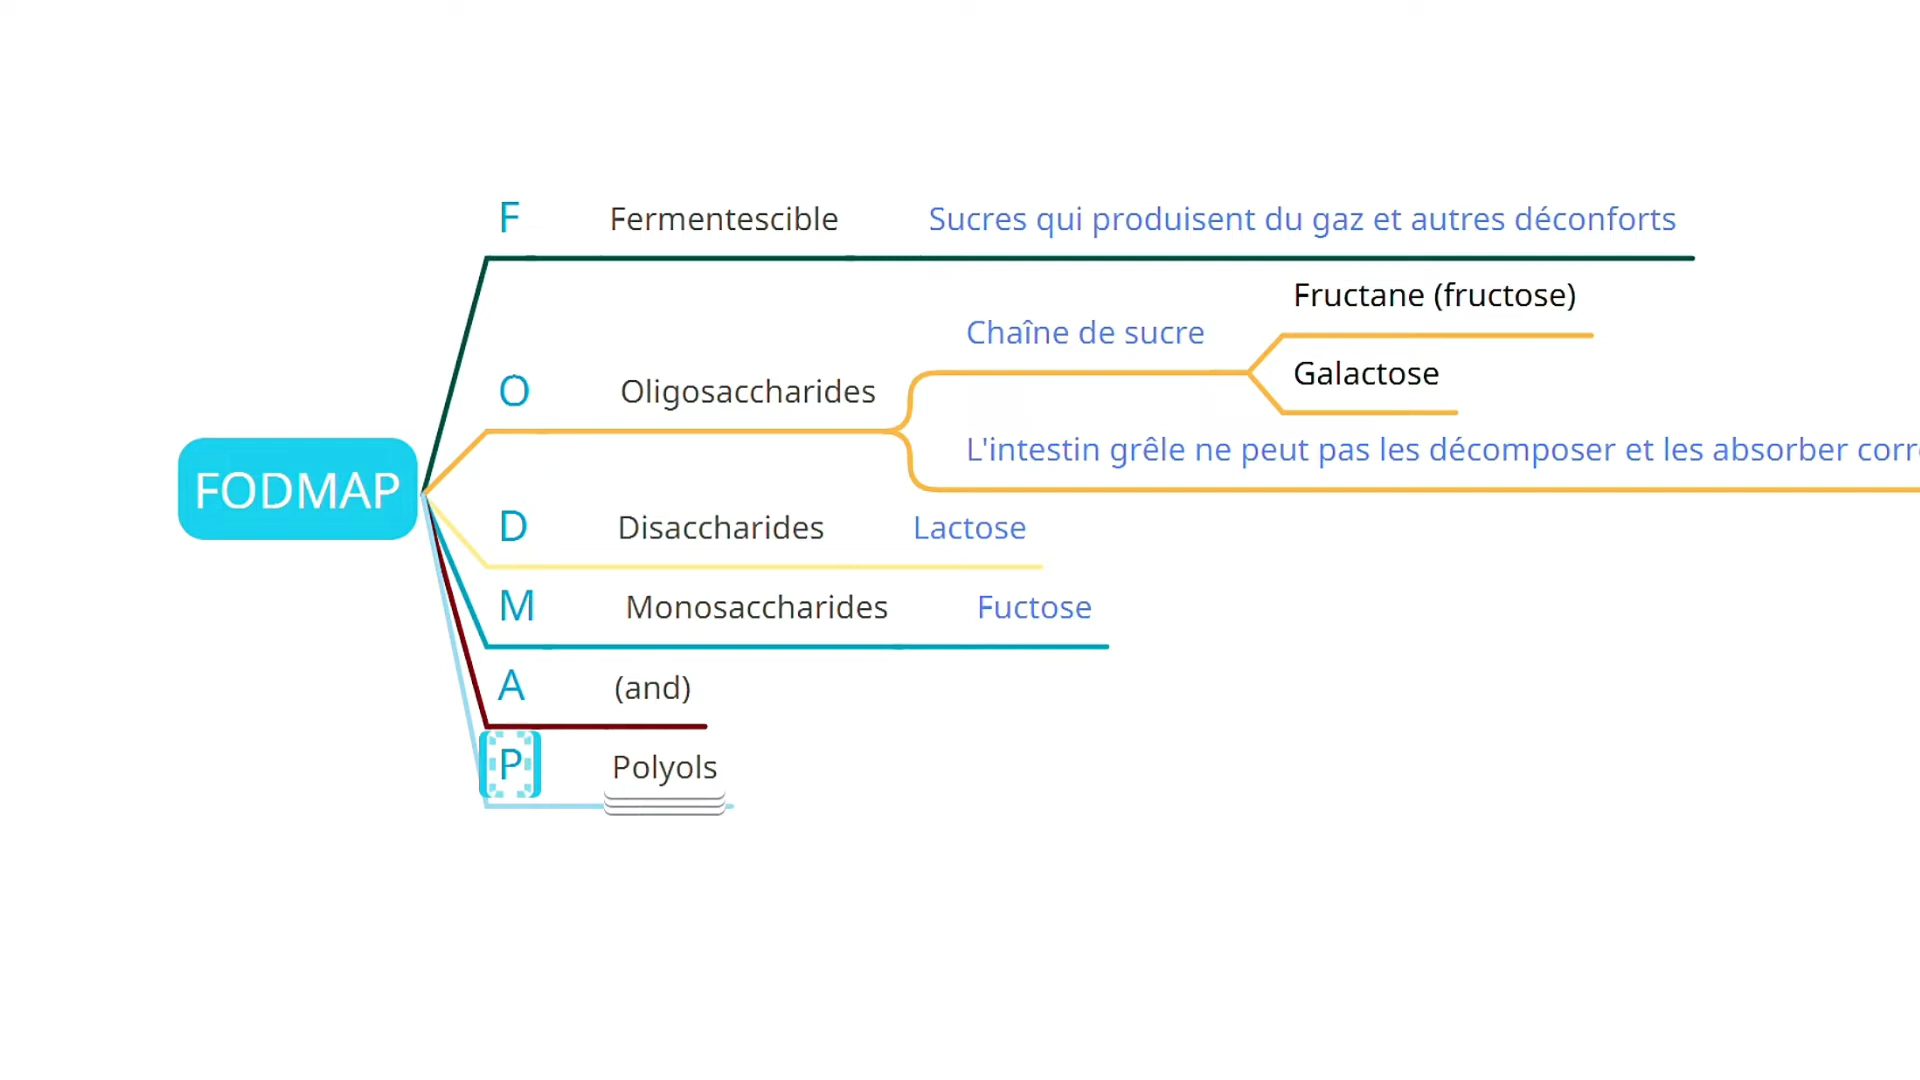 FODMAP
F Fermentescible Sucres qui produisent du gaz et autres déconforts
O Oligosaccharides
Chaîne de sucre
Fructane (fructose)
Galactose
L'intestin grêle ne peut pas les décomposer et les absorber
D Disaccharides Lactose
M Monosaccharides Fuctose
A (and)
P Polyols